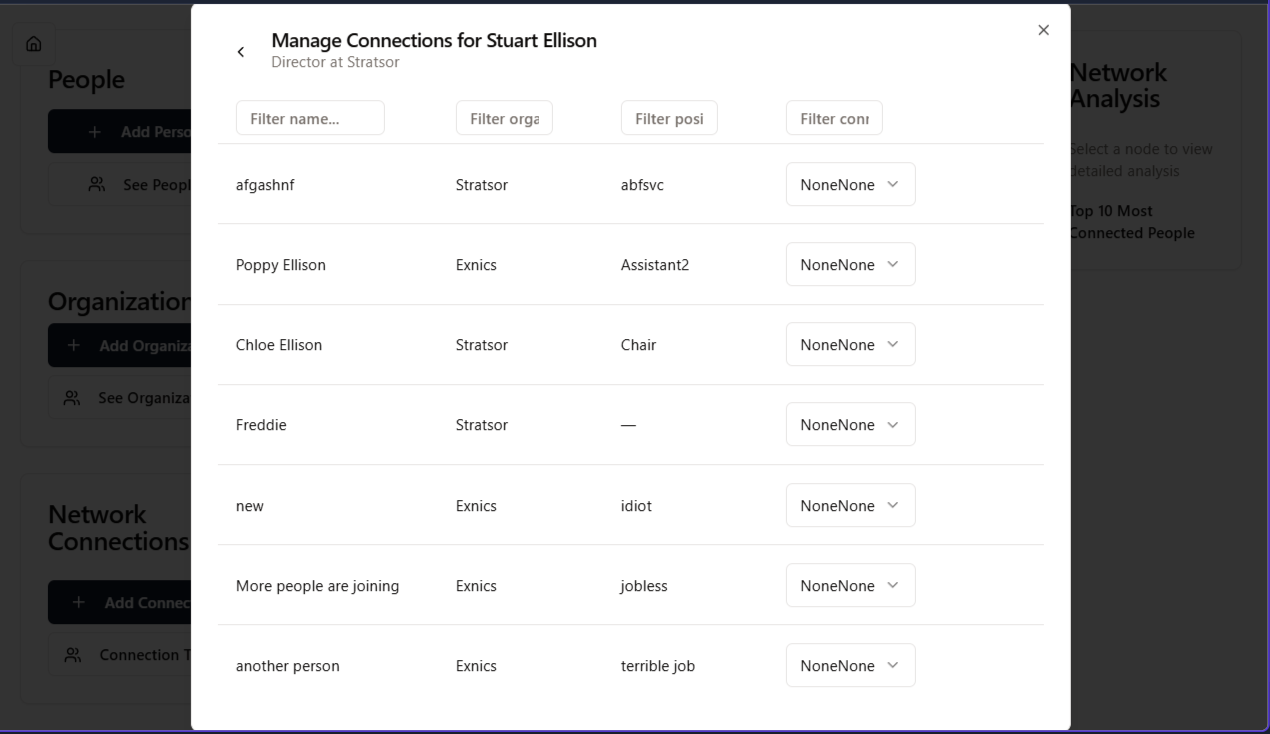 People
Add Perso
See Peopl
Organization
Add Organiza
See Organiza
Network
Connections
Add Connec
Connection T
Manage Connections for Stuart Ellison
Director at Stratsor
Filter name...
Filter orga
Filter posi
Filter conr
afgashnf Stratsor abfsvc NoneNone
Poppy Ellison Exnics Assistant2 NoneNone
Chloe Ellison Stratsor Chair NoneNone
Freddie Stratsor — NoneNone
new Exnics idiot NoneNone
More people are joining Exnics jobless NoneNone
another person Exnics terrible job NoneNone
Network
Analysis
Select a node to view
detailed analysis
Top 10 Most
Connected People